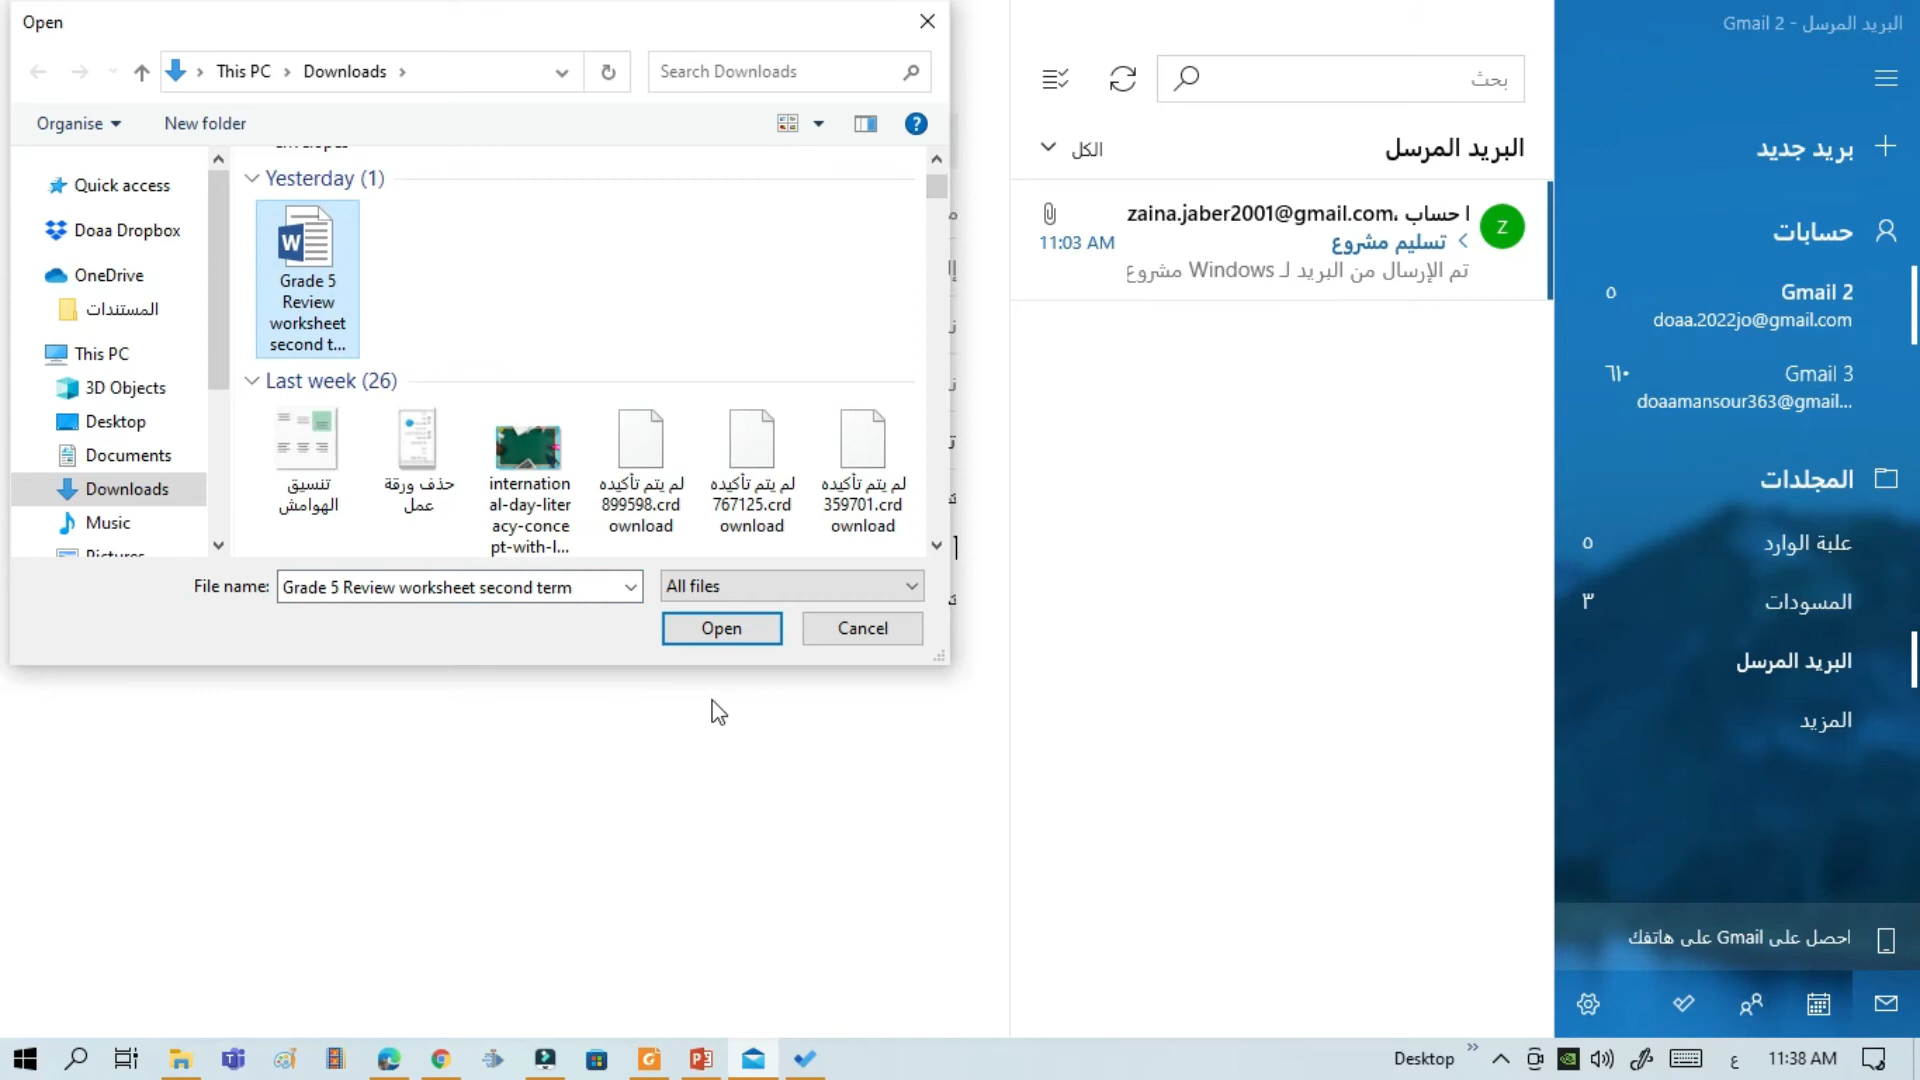 Open
This PC
Downloads
Search Downloads
Organise
New folder
Quick access
Doaa Dropbox
OneDrive
المستندات
This PC
3D Objects
Desktop
Documents
Downloads
Music
Pictures
Yesterday (1)
Grade 5
Review
worksheet
second t...
Last week (26)
تنسيق
الهوامش
حذف ورقة
عمل
internation
al-day-liter
acy-conce
pt-with-l...
لم يتم تأكيده
899598.crd
ownload
لم يتم تأكيده
767125.crd
ownload
لم يتم تأكيده
359701.crd
ownload
File name:
Grade 5 Review worksheet second term
All files
Open
Cancel
بحث
البريد المرسل
الكل
ا حساب ،zaina.jaber2001@gmail.com
Z
تسليم مشروع
11:03 AM
تم الإرسال من البريد لـ Windows مشروع
البريد المرسل - Gmail 2
بريد جديد
حسابات
Gmail 2
٥
doaa.2022jo@gmail.com
Gmail 3
٦١٠
doaamansour363@gmail...
المجلدات
علبة الوارد
٥
المسودات
٣
البريد المرسل
المزيد
احصل على Gmail على هاتفك
Desktop
ع
11:38 AM